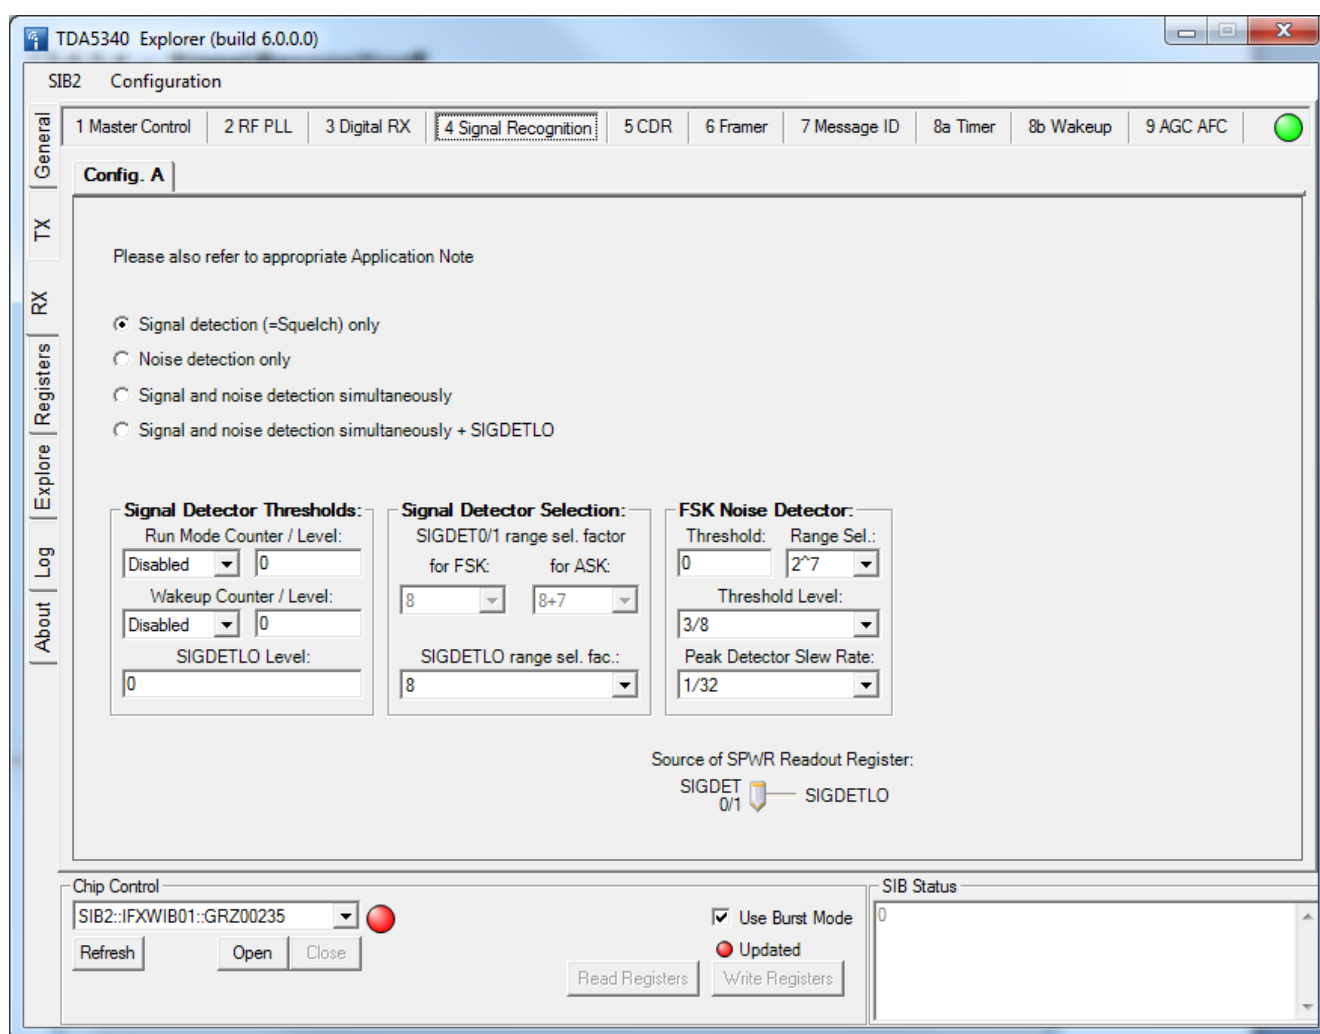 TDA5340 Explorer (build 6.0.0.0)
SIB2 Configuration
1 Master Control 2 RF PLL 3 Digital RX 4 Signal Recognition 5 CDR 6 Framer 7 Message ID 8a Timer 8b Wakeup 9 AGC AFC
General
TX
RX
Registers
Explore
Log
About
Config. A
Please also refer to appropriate Application Note
Signal detection (=Squelch) only
Noise detection only
Signal and noise detection simultaneously
Signal and noise detection simultaneously + SIGDETLO
Signal Detector Thresholds:
Run Mode Counter / Level:
Disabled 0
Wakeup Counter / Level:
Disabled 0
SIGDETLO Level:
0
Signal Detector Selection:
SIGDET0/1 range sel. factor
for FSK: for ASK:
8 8+7
SIGDETLO range sel. fac.:
8
FSK Noise Detector:
Threshold: Range Sel.:
0 2^7
Threshold Level:
3/8
Peak Detector Slew Rate:
1/32
Source of SPWR Readout Register:
SIGDET
0/1
SIGDETLO
Chip Control
SIB2::IFXWIB01::GRZ00235
Refresh Open Close
Use Burst Mode
Updated
Read Registers Write Registers
SIB Status
0